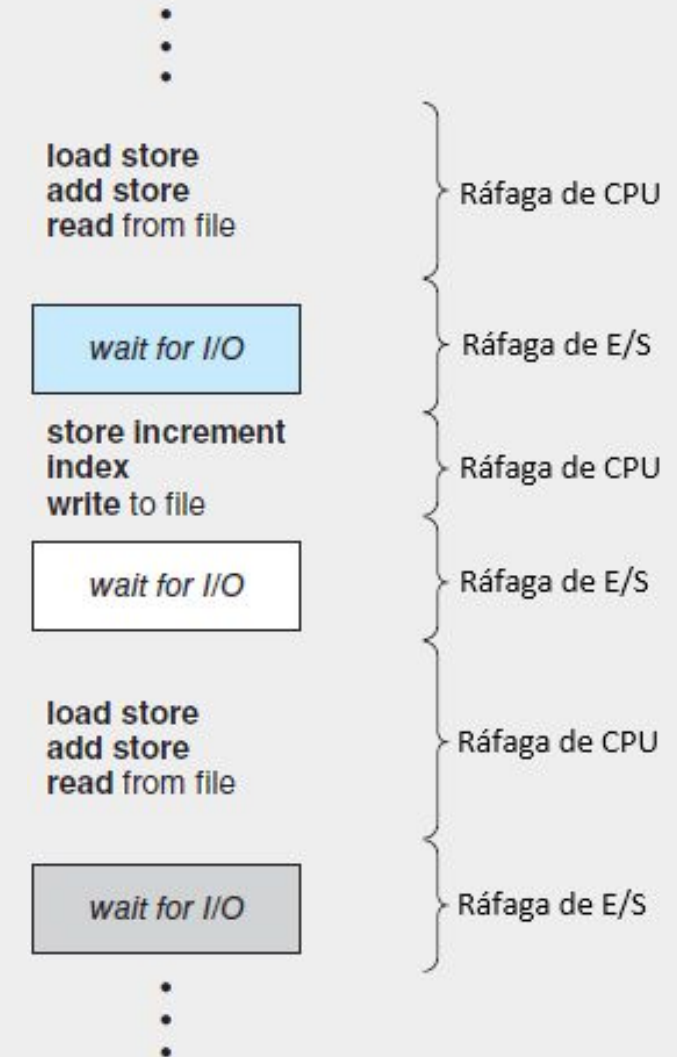 load store
add store
read from file
Ráfaga de CPU
wait for I/O
Ráfaga de E/S
store increment
index
write to file
Ráfaga de CPU
wait for I/O
Ráfaga de E/S
load store
add store
read from file
Ráfaga de CPU
wait for I/O
Ráfaga de E/S